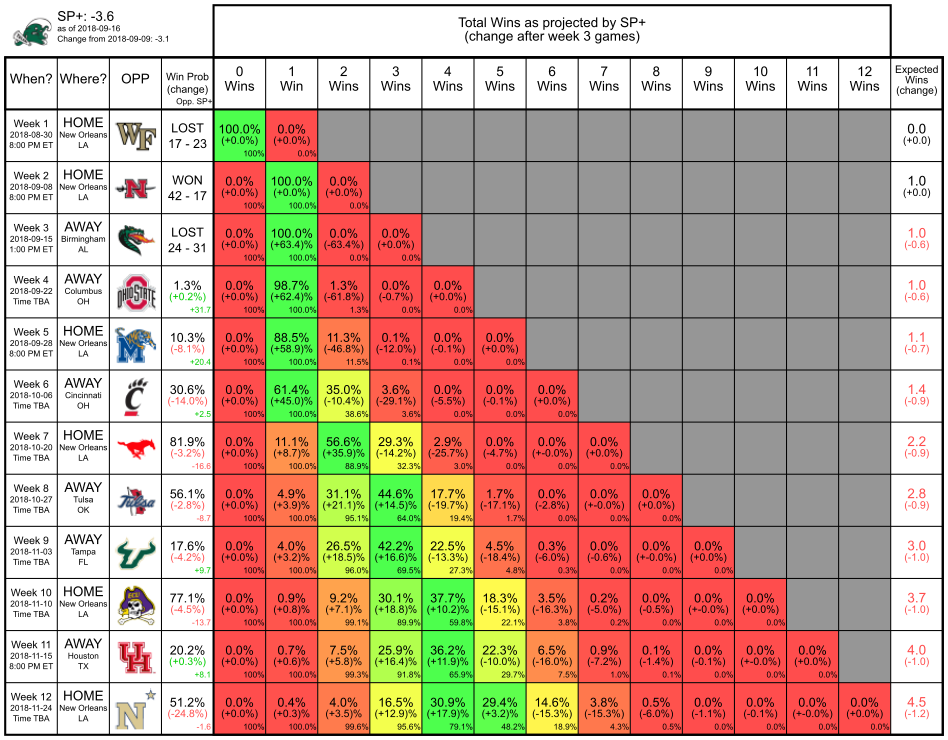 SP+: -3.6
as of 2018-09-16
Change from 2018-09-09: -3.1
Total Wins as projected by SP+
(change after week 3 games)
When? Where? OPP Win Prob (change) Opp. SP+ 0 Wins 1 Win 2 Wins 3 Wins 4 Wins 5 Wins 6 Wins 7 Wins 8 Wins 9 Wins 10 Wins 11 Wins 12 Wins Expected Wins (change)
Week 1 HOME WF LOST 100.0% 0.0% 0.0
2018-08-30 New Orleans 17 - 23 (+0.0%) (+0.0%) (+0.0)
8:00 PM ET LA 100% 0.0%
Week 2 HOME N WON 0.0% 100.0% 0.0% 1.0
2018-09-08 New Orleans 42 - 17 (+0.0%) (+0.0%) (+0.0%) (+0.0)
8:00 PM ET LA 100% 100.0% 0.0%
Week 3 AWAY LOST 0.0% 100.0% 0.0% 0.0% 1.0
2018-09-15 Birmingham 24 - 31 (+0.0%) (+63.4)% (-63.4%) (+0.0%) (-0.6)
1:00 PM ET AL 100% 100.0% 0.0% 0.0%
Week 4 AWAY OHIO STATE 1.3% 0.0% 98.7% 1.3% 0.0% 0.0% 1.0
2018-09-22 Columbus (+0.2%) (+0.0%) (+62.4)% (-61.8%) (-0.7%) (+0.0%) (-0.6)
Time TBA OH +31.7 100% 100.0% 1.3% 0.0% 0.0%
Week 5 HOME M 10.3% 0.0% 88.5% 11.3% 0.1% 0.0% 0.0% 1.1
2018-09-28 New Orleans (-8.1%) (+0.0%) (+58.9)% (-46.8%) (-12.0%) (-0.1%) (+0.0%) (-0.7)
8:00 PM ET LA +20.4 100% 100.0% 11.5% 0.1% 0.0% 0.0%
Week 6 AWAY C 30.6% 0.0% 61.4% 35.0% 3.6% 0.0% 0.0% 0.0% 1.4
2018-10-06 Cincinnati (-14.0%) (+0.0%) (+45.0)% (-10.4%) (-29.1%) (-5.5%) (-0.1%) (+0.0%) (-0.9)
Time TBA OH +2.5 100% 100.0% 38.6% 3.6% 0.0% 0.0% 0.0%
Week 7 HOME 81.9% 0.0% 11.1% 56.6% 29.3% 2.9% 0.0% 0.0% 0.0% 2.2
2018-10-20 New Orleans (-3.2%) (+0.0%) (+8.7)% (+35.9%) (-14.2%) (-25.7%) (-4.7%) (+-0.0%) (+0.0%) (-0.9)
Time TBA LA -16.6 100% 100.0% 88.9% 32.3% 3.0% 0.0% 0.0% 0.0%
Week 8 AWAY Tulsa 56.1% 0.0% 4.9% 31.1% 44.6% 17.7% 1.7% 0.0% 0.0% 0.0% 2.8
2018-10-27 Tulsa (-2.8%) (+0.0%) (+3.9)% (+21.1%) (+14.5%) (-19.7%) (-17.1%) (-2.8%) (+-0.0%) (+0.0%) (-0.9)
Time TBA OK -8.7 100% 100.0% 95.1% 64.0% 19.4% 1.7% 0.0% 0.0% 0.0%
Week 9 AWAY 17.6% 0.0% 4.0% 26.5% 42.2% 22.5% 4.5% 0.3% 0.0% 0.0% 0.0% 3.0
2018-11-03 Tampa (-4.2%) (+0.0%) (+3.2)% (+18.5%) (+16.6%) (-13.3%) (-18.4%) (-6.0%) (-0.6%) (+-0.0%) (+0.0%) (-1.0)
Time TBA FL +9.7 100% 100.0% 96.0% 69.5% 27.3% 4.8% 0.3% 0.0% 0.0% 0.0%
Week 10 HOME ECU 77.1% 0.0% 0.9% 9.2% 30.1% 37.7% 18.3% 3.5% 0.2% 0.0% 0.0% 0.0% 3.7
2018-11-10 New Orleans (-4.5%) (+0.0%) (+0.8%) (+7.1%) (+18.8%) (+10.2%) (-15.1%) (-16.3%) (-5.0%) (-0.5%) (+-0.0%) (+0.0%) (-1.0)
Time TBA LA -13.7 100% 100.0% 99.1% 89.9% 59.8% 22.1% 3.8% 0.2% 0.0% 0.0% 0.0%
Week 11 AWAY UH 20.2% 0.0% 0.7% 7.5% 25.9% 36.2% 22.3% 6.5% 0.9% 0.1% 0.0% 0.0% 0.0% 4.0
2018-11-15 Houston (+0.3%) (+0.0%) (+0.6%) (+5.8%) (+16.4%) (+11.9)% (-10.0%) (-16.0%) (-7.2%) (-1.4%) (-0.1%) (+-0.0%) (+0.0%) (-1.0)
8:00 PM ET TX +8.1 100% 100.0% 99.3% 91.8% 65.9% 29.7% 7.5% 1.0% 0.1% 0.0% 0.0% 0.0%
Week 12 HOME N 51.2% 0.0% 0.4% 4.0% 16.5% 30.9% 29.4% 14.6% 3.8% 0.5% 0.0% 0.0% 0.0% 0.0% 4.5
2018-11-24 New Orleans (-24.8%) (+0.0%) (+0.3%) (+3.5%) (+12.9%) (+17.9%) (+3.2%) (-15.3%) (-15.3%) (-6.0%) (-1.1%) (-0.1%) (+-0.0%) (+0.0%) (-1.2)
Time TBA LA -1.6 100% 100.0% 99.6% 95.6% 79.1% 48.2% 18.9% 4.3% 0.5% 0.0% 0.0% 0.0% 0.0%